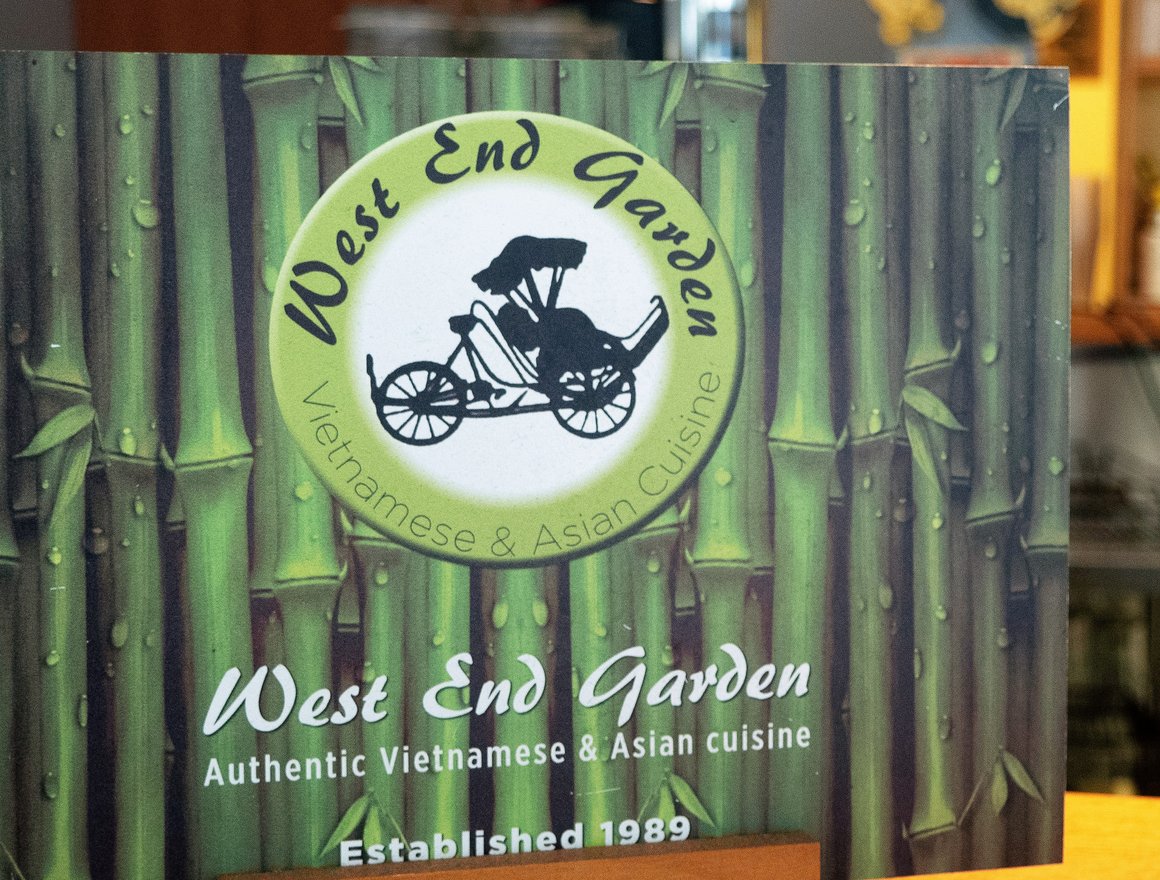 West End Garden
Vietnamese & Asian Cuisine
West End Garden
Authentic Vietnamese & Asian cuisine
Established 1989